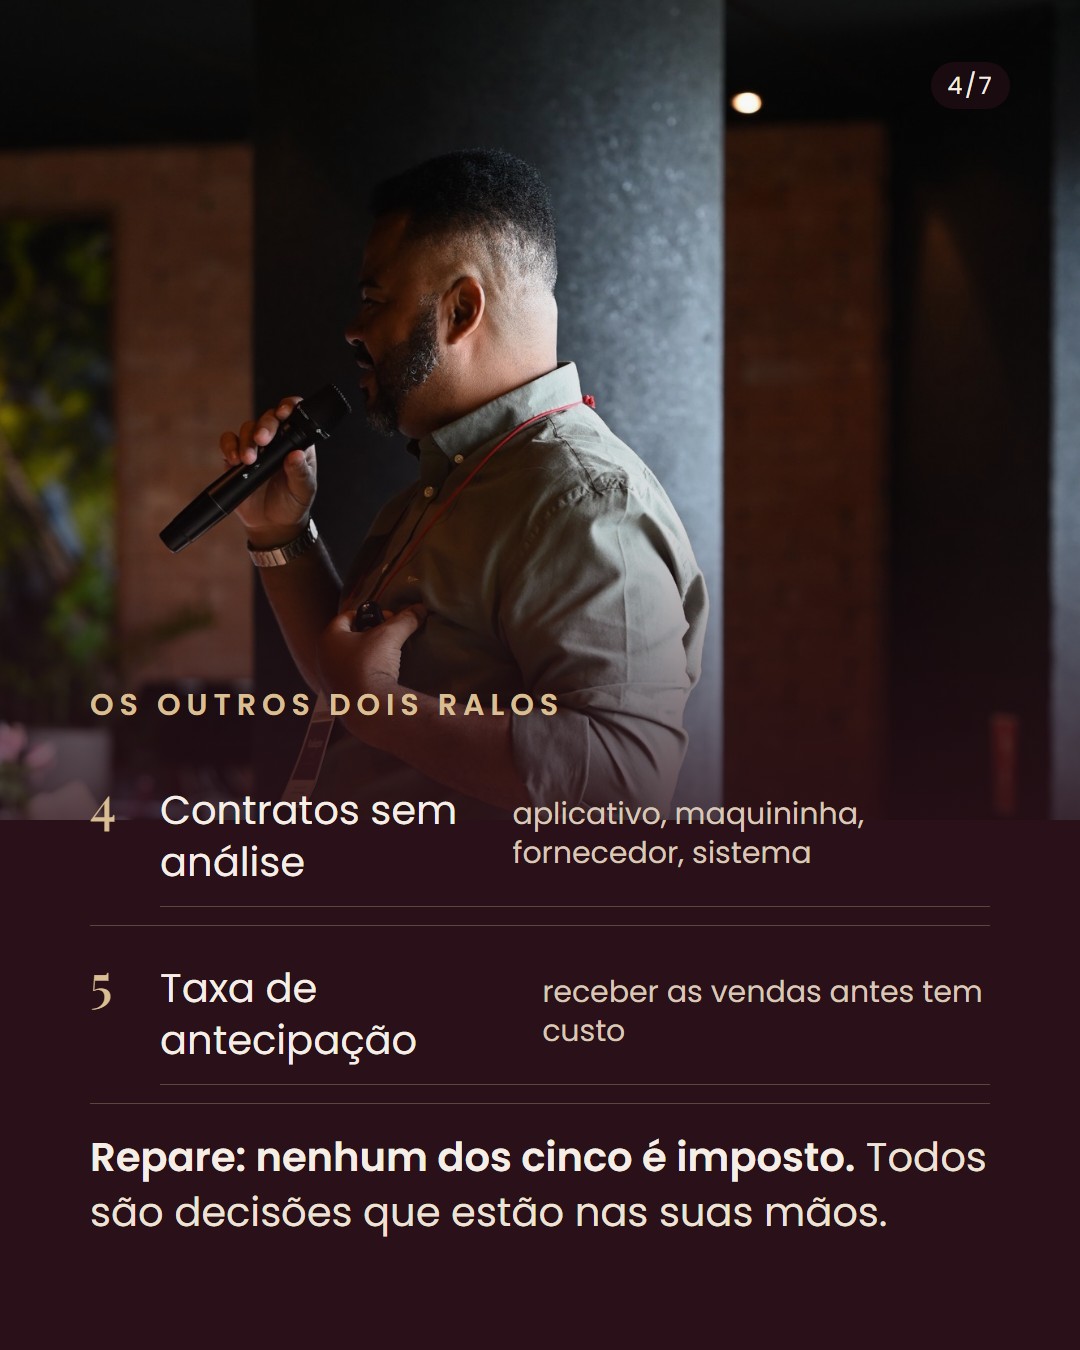 4/7
OS OUTROS DOIS RALOS
4 Contratos sem análise
aplicativo, maquininha,
fornecedor, sistema
5 Taxa de antecipação
receber as vendas antes tem
custo
Repare: nenhum dos cinco é imposto. Todos
são decisões que estão nas suas mãos.